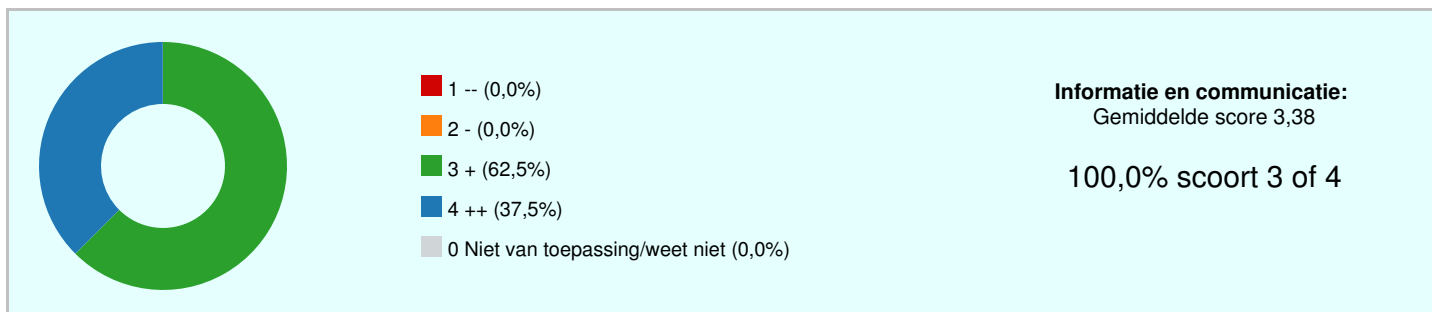 1 -- (0,0%)
2 - (0,0%)
3 + (62,5%)
4 ++ (37,5%)
0 Niet van toepassing/weet niet (0,0%)
Informatie en communicatie:
Gemiddelde score 3,38
100,0% scoort 3 of 4